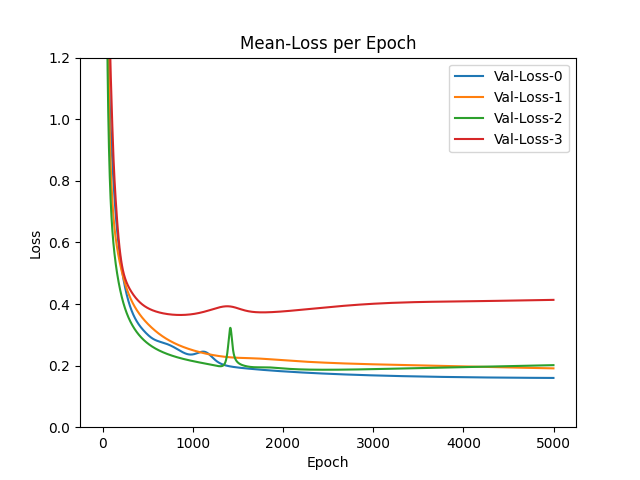 Mean-Loss per Epoch
1.2
1.0
0.8
0.6
0.4
0.2
0.0
Loss
Val-Loss-0
Val-Loss-1
Val-Loss-2
Val-Loss-3
0 1000 2000 3000 4000 5000
Epoch